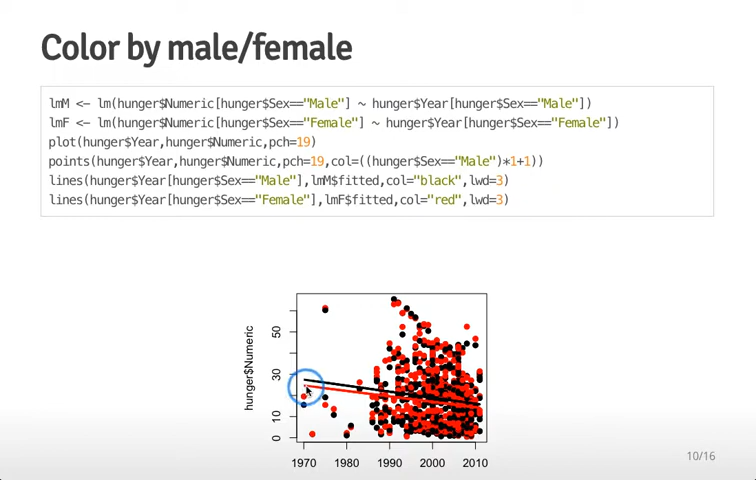 Color by male/female
lmM <- lm(hunger$Numeric[hunger$Sex=="Male"] ~ hunger$Year[hunger$Sex=="Male"])
lmF <- lm(hunger$Numeric[hunger$Sex=="Female"] ~ hunger$Year[hunger$Sex=="Female"])
plot(hunger$Year,hunger$Numeric,pch=19)
points(hunger$Year,hunger$Numeric,pch=19,col=((hunger$Sex=="Male")*1+1))
lines(hunger$Year[hunger$Sex=="Male"],lmM$fitted,col="black",lwd=3)
lines(hunger$Year[hunger$Sex=="Female"],lmF$fitted,col="red",lwd=3)
hunger$Numeric
50
30
10
0
1970 1980 1990 2000 2010
10/16